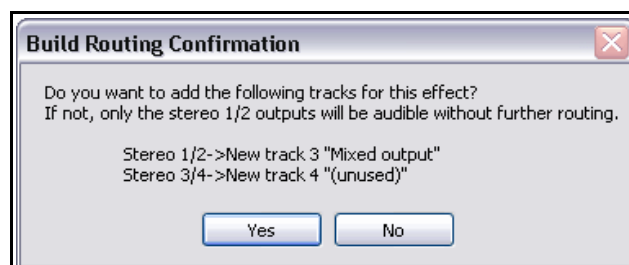 Build Routing Confirmation
Do you want to add the following tracks for this effect?
If not, only the stereo 1/2 outputs will be audible without further routing.
Stereo 1/2->New track 3 "Mixed output"
Stereo 3/4->New track 4 "(unused)"
Yes
No